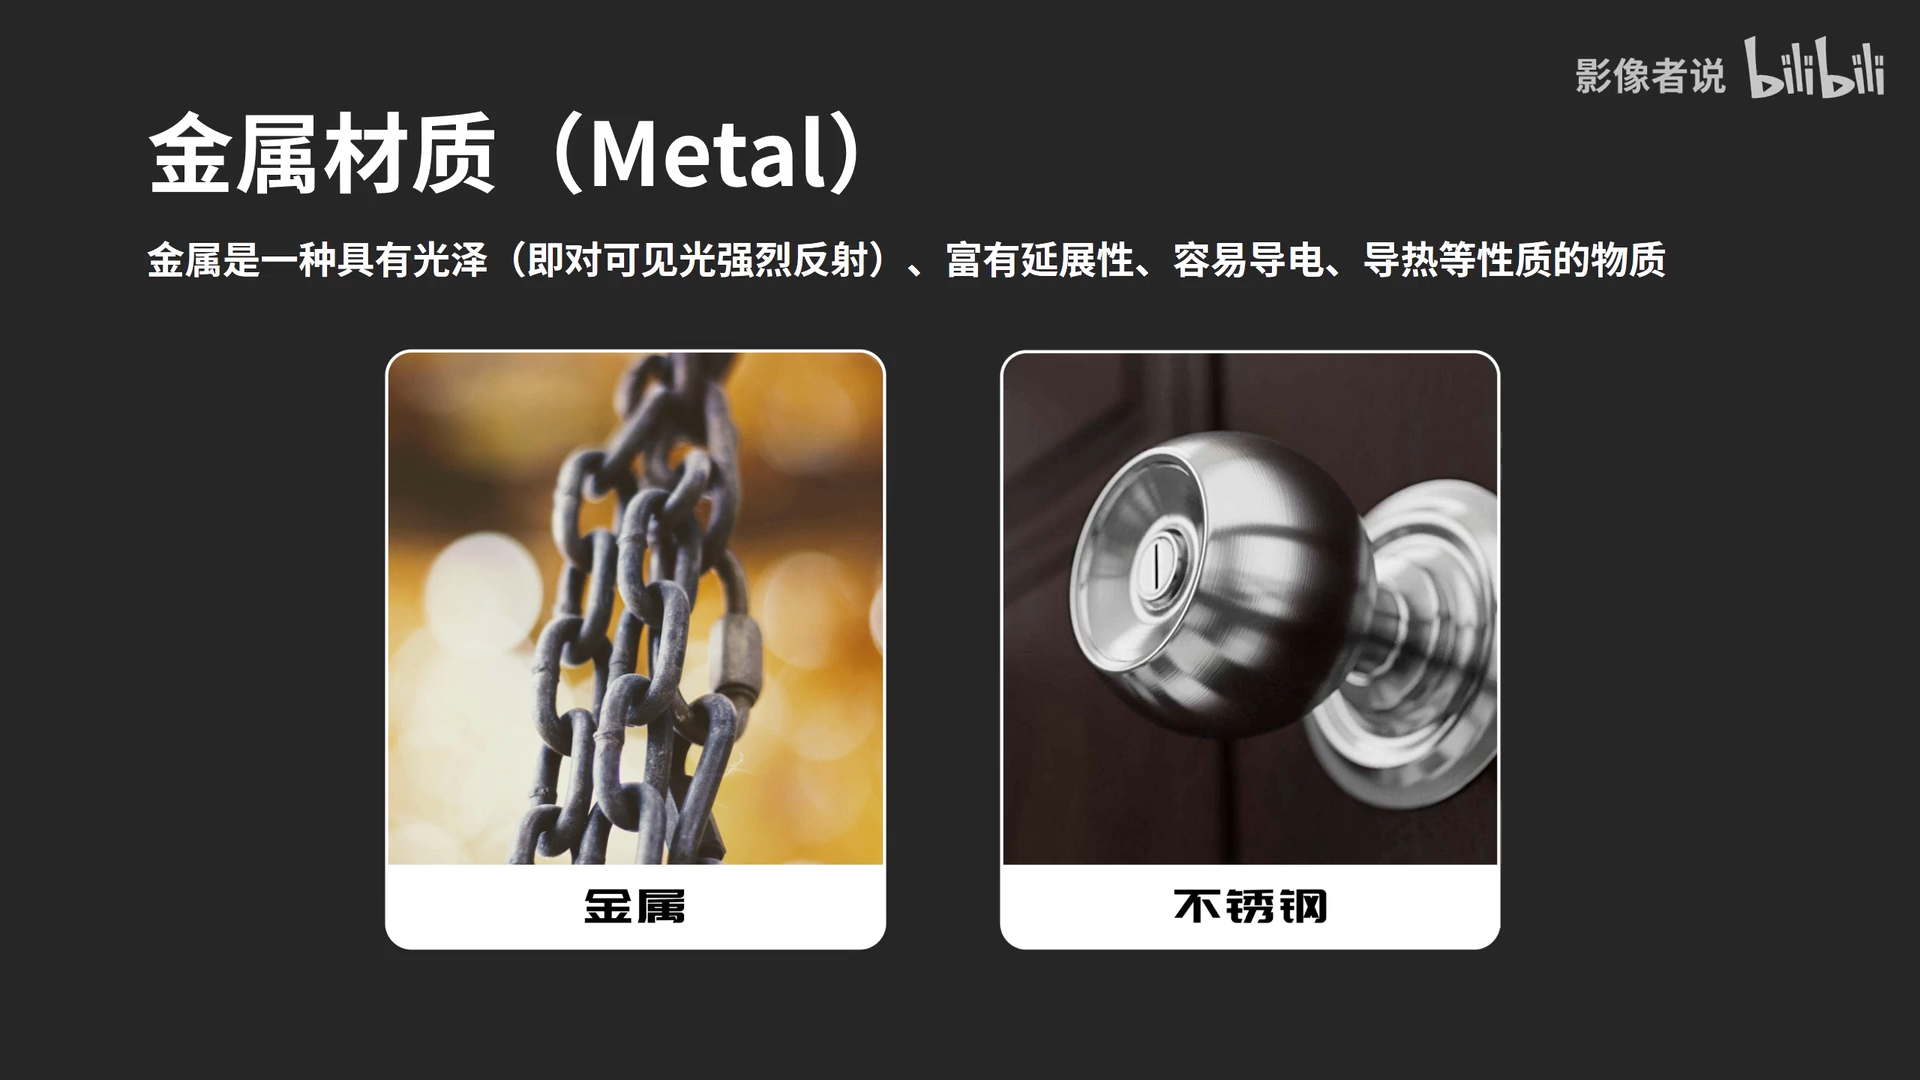 影像者说 bilibili
金属材质（Metal）
金属是一种具有光泽（即对可见光强烈反射）、富有延展性、容易导电、导热等性质的物质
金属
不锈钢